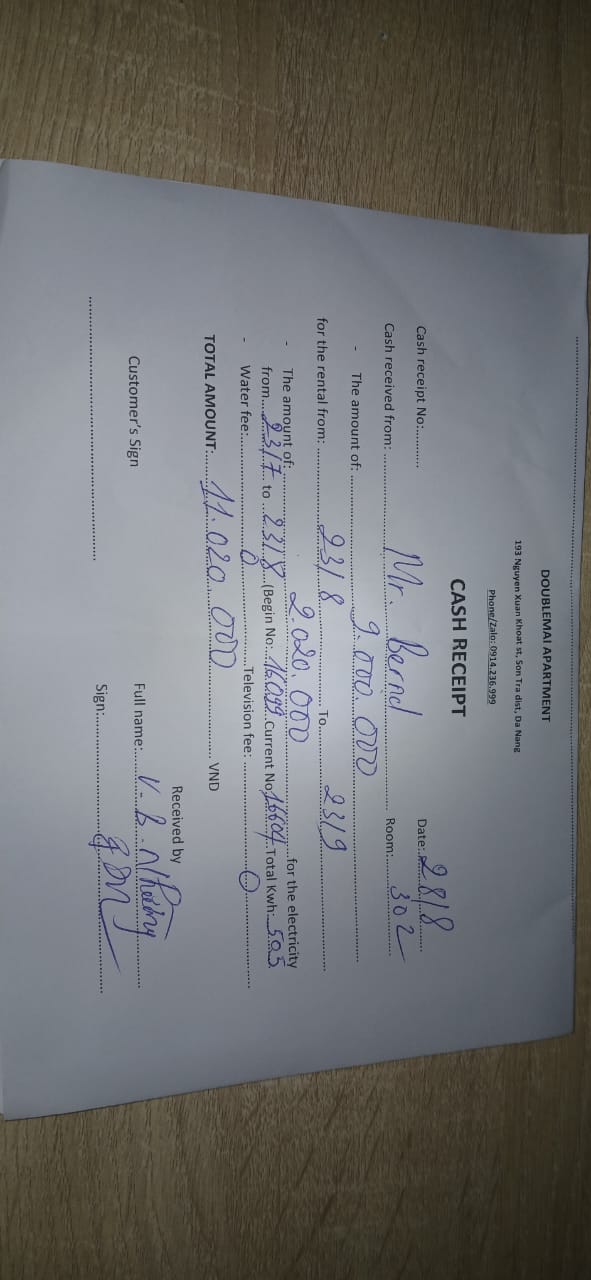 DOUBLEMAI APARTMENT
193 Nguyen Xuan Khoat st, Son Tra dist, Da Nang
Phone/Zalo: 0914.236.999
CASH RECEIPT
Cash receipt No:.......... Date: 28/8
Cash received from: Mr. Bernd Room: 302
- The amount of: 9.000.000
for the rental from: 23/8 To 23/9
- The amount of: 2.020.000 for the electricity
from 23/7 to 23/8 (Begin No: 16.099 Current No 16604 Total Kwh: 505
- Water fee: 0 Television fee: 0
TOTAL AMOUNT: 11.020.000 VND
Received by
Customer's Sign Full name: V- B.
Sign: